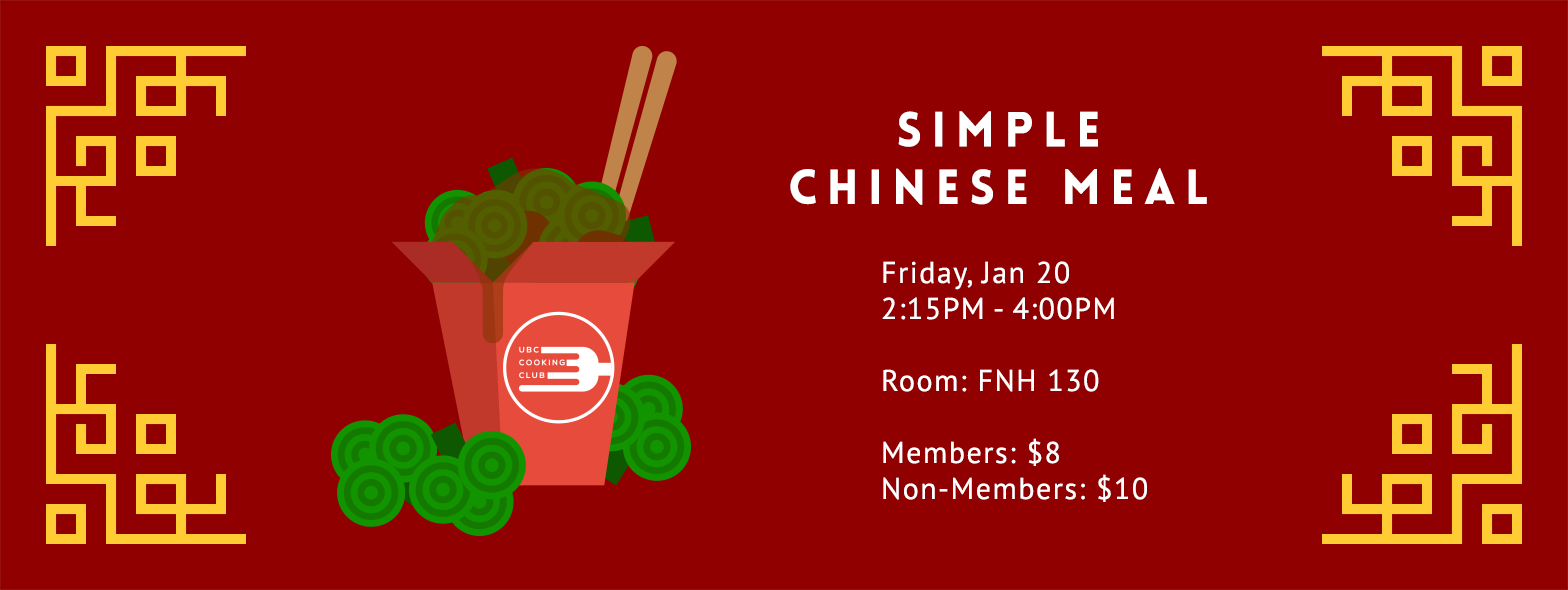 SIMPLE
CHINESE MEAL
Friday, Jan 20
2:15PM - 4:00PM
Room: FNH 130
Members: $8
Non-Members: $10
UBC
COOKING
CLUB